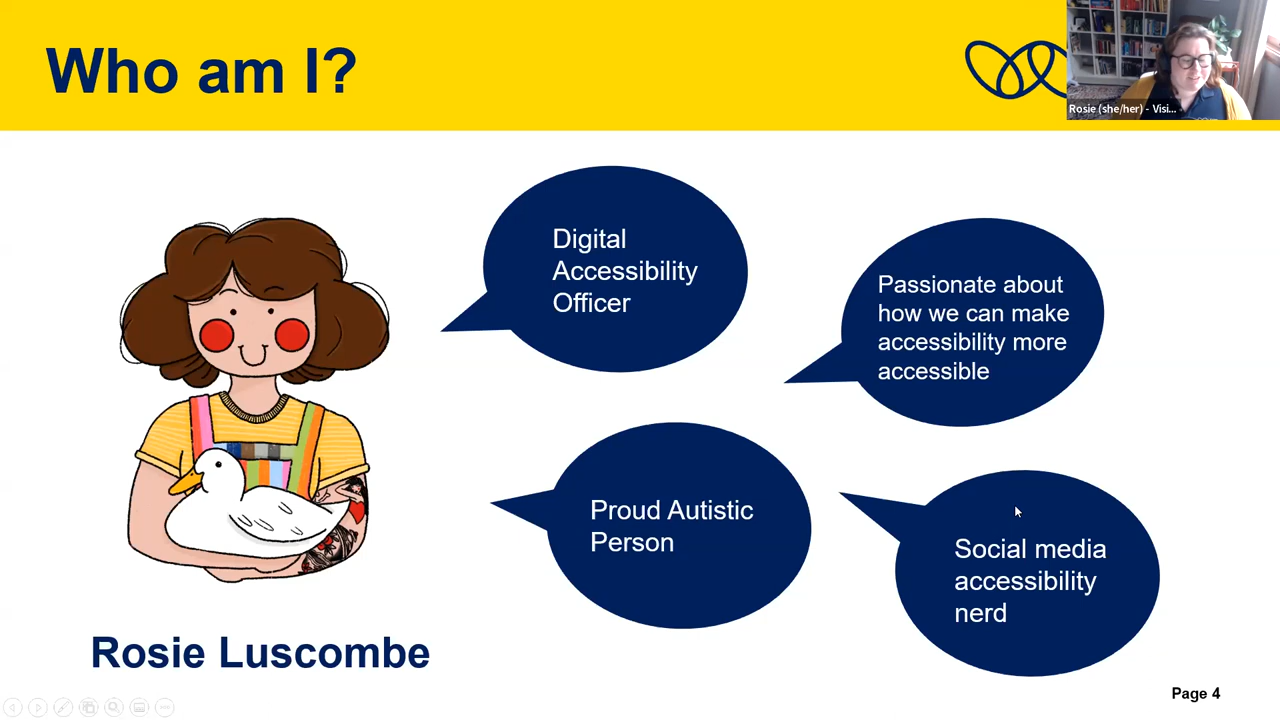 Who am I?
Rosie (she/her) - Visi...
Digital
Accessibility
Officer
Passionate about
how we can make
accessibility more
accessible
Proud Autistic
Person
Social media
accessibility
nerd
Rosie Luscombe
Page 4